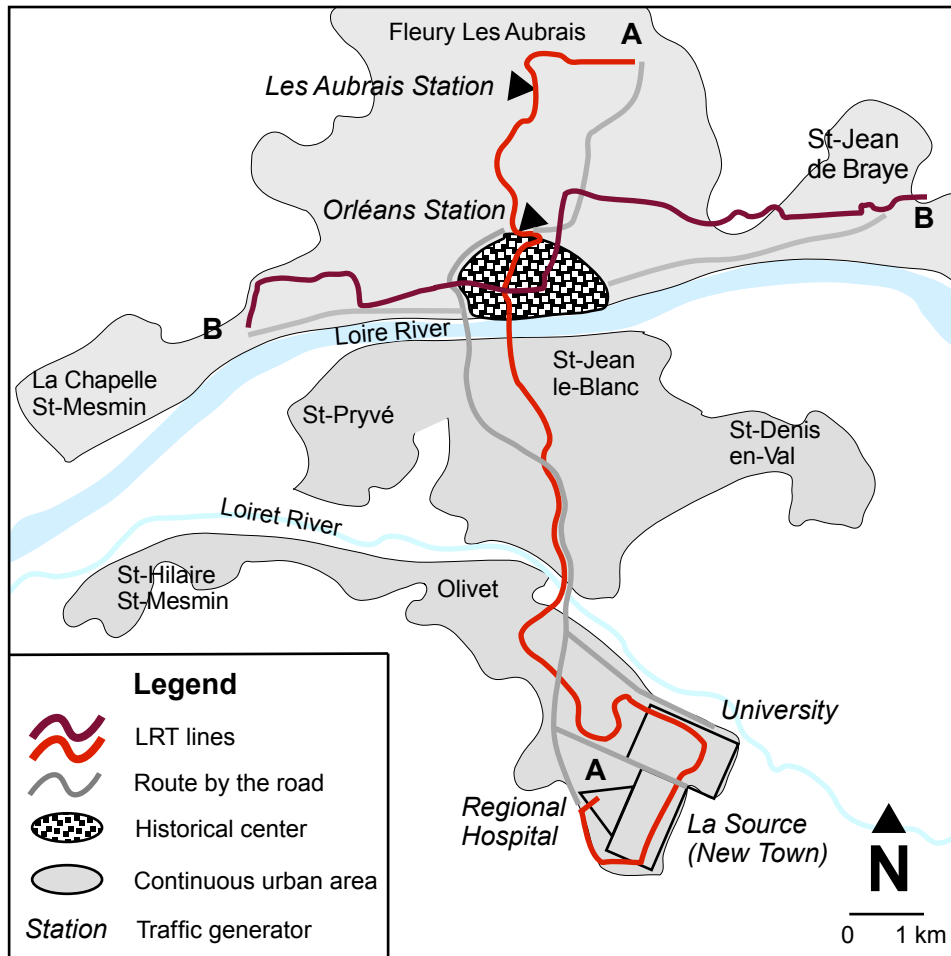 Fleury Les Aubrais
A
Les Aubrais Station
St-Jean
de Braye
Orléans Station
B
B
Loire River
La Chapelle
St-Mesmin
St-Jean
le-Blanc
St-Pryvé
St-Denis
en-Val
Loiret River
St-Hilaire
St-Mesmin
Olivet
University
A
Regional
Hospital
La Source
(New Town)
Legend
LRT lines
Route by the road
Historical center
Continuous urban area
Station Traffic generator
N
0 1 km